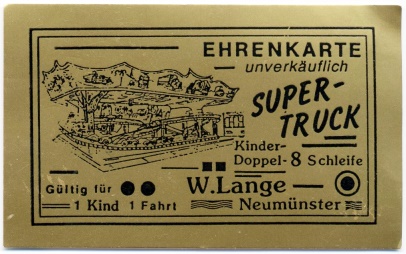 EHRENKARTE
unverkäuflich
SUPER-
TRUCK
Kinder-
Doppel-8 Schleife
Gültig für
1 Kind 1 Fahrt
W.Lange
Neumünster